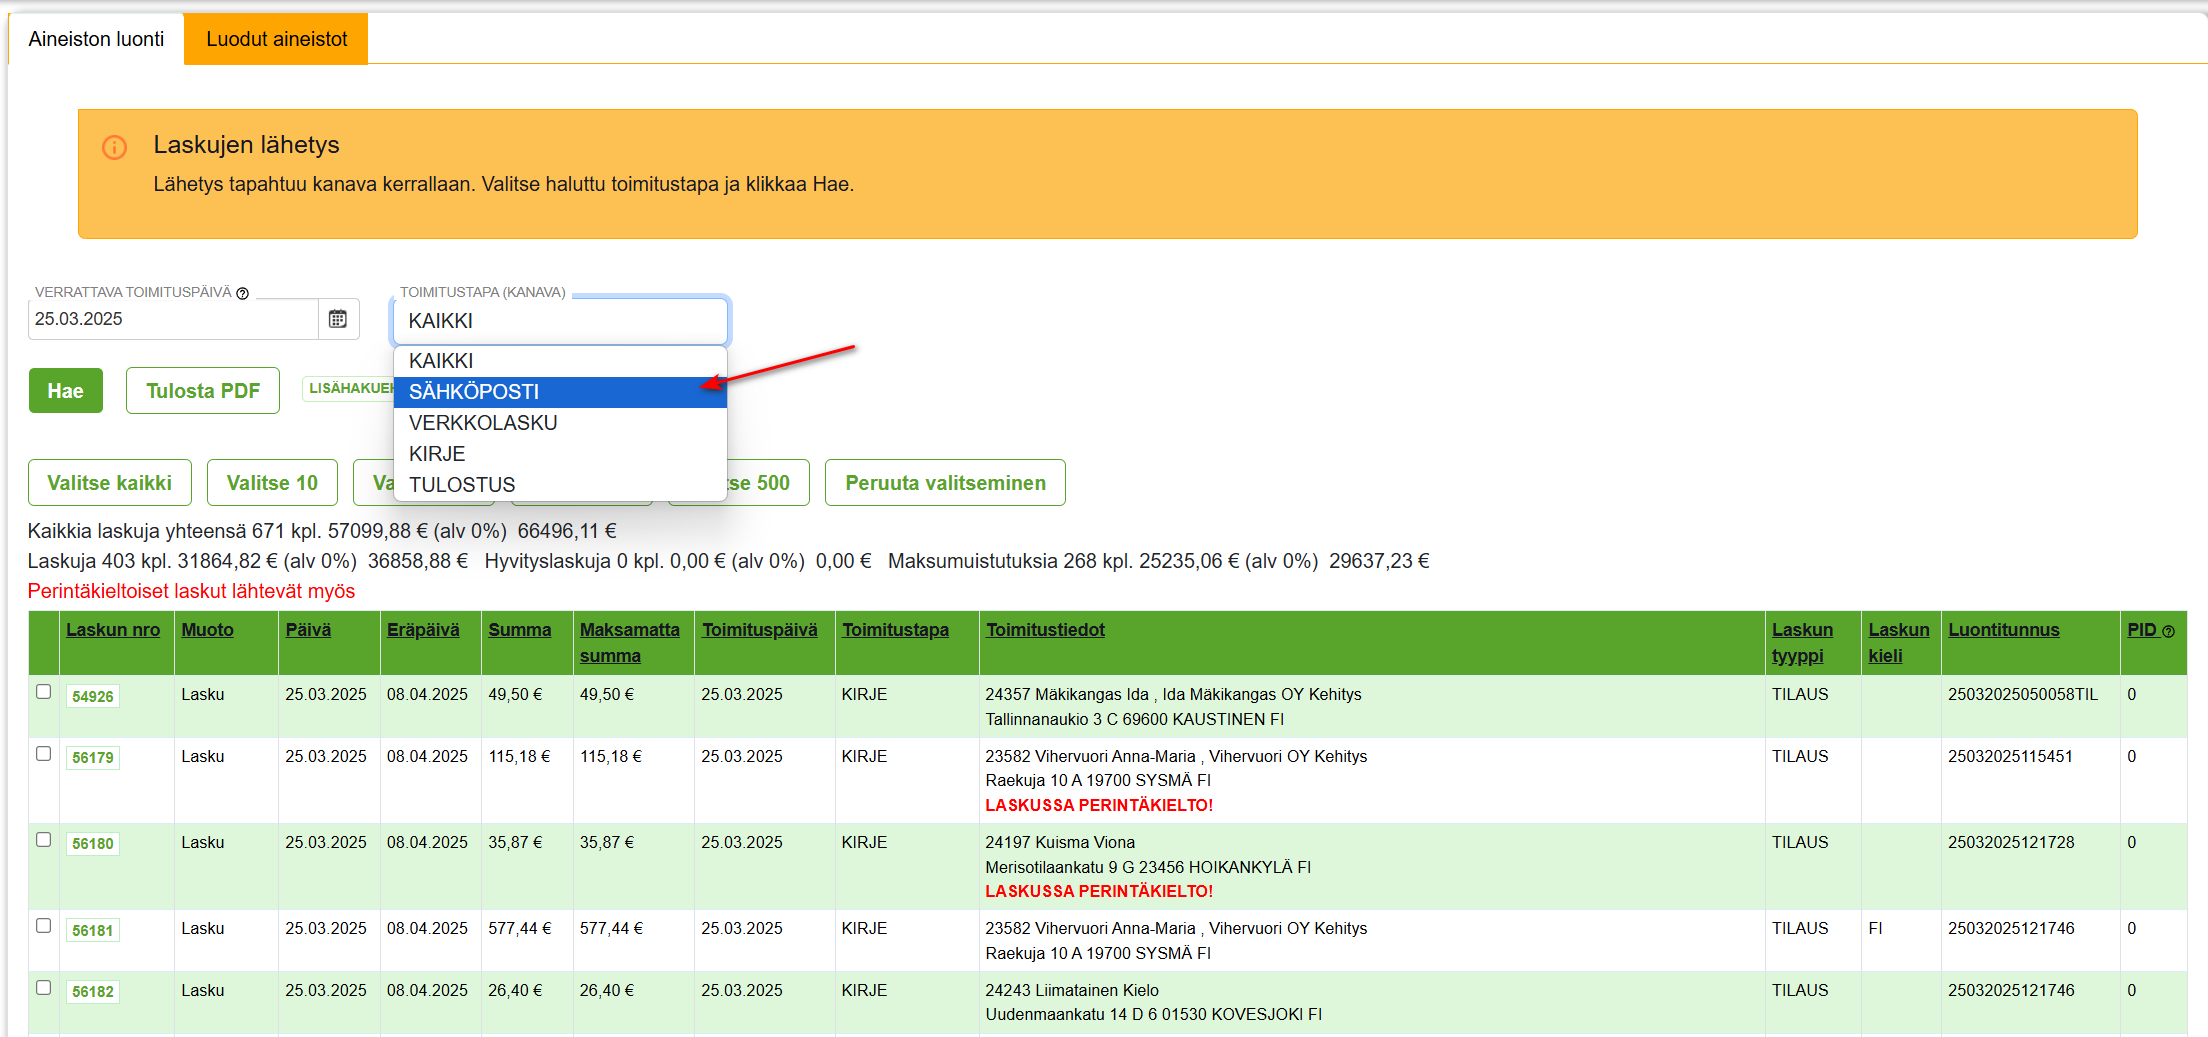 Aineiston luonti
Luodut aineistot
Laskujen lähetys
Lähetys tapahtuu kanava kerrallaan. Valitse haluttu toimitustapa ja klikkaa Hae.
VERRATTAVA TOIMITUSPÄIVÄ
TOIMITUSTAPA (KANAVA)
25.03.2025
KAIKKI
KAIKKI
SÄHKÖPOSTI
VERKKOLASKU
KIRJE
TULOSTUS
Hae
Tulosta PDF
Valitse kaikki
Valitse 10
500
Peruuta valitseminen
Kaikkia laskuja yhteensä 671 kpl. 57099,88 € (alv 0%) 66496,11 €
Laskuja 403 kpl. 31864,82 € (alv 0%) 36858,88 € Hyvityslaskuja 0 kpl. 0,00 € (alv 0%) 0,00 € Maksumuistutuksia 268 kpl. 25235,06 € (alv 0%) 29637,23 €
Perintäkieltoiset laskut lähtevät myös
Laskun nro Muoto Päivä Eräpäivä Summa Maksamatta summa Toimituspäivä Toimitustapa Toimitustiedot Laskun tyyppi Laskun kieli Luontitunnus PID
54926 Lasku 25.03.2025 08.04.2025 49,50 € 49,50 € 25.03.2025 KIRJE 24357 Mäkikangas Ida , Ida Mäkikangas OY Kehitys TILAUS 25032025050058TIL 0
Tallinnanaukio 3 C 69600 KAUSTINEN FI
56179 Lasku 25.03.2025 08.04.2025 115,18 € 115,18 € 25.03.2025 KIRJE 23582 Vihervuori Anna-Maria , Vihervuori OY Kehitys TILAUS 25032025115451 0
Raekuja 10 A 19700 SYSMÄ FI
LASKUSSA PERINTÄKIELTO!
56180 Lasku 25.03.2025 08.04.2025 35,87 € 35,87 € 25.03.2025 KIRJE 24197 Kuisma Viona TILAUS 25032025121728 0
Merisotilaankatu 9 G 23456 HOIKANKYLÄ FI
LASKUSSA PERINTÄKIELTO!
56181 Lasku 25.03.2025 08.04.2025 577,44 € 577,44 € 25.03.2025 KIRJE 23582 Vihervuori Anna-Maria , Vihervuori OY Kehitys TILAUS FI 25032025121746 0
Raekuja 10 A 19700 SYSMÄ FI
56182 Lasku 25.03.2025 08.04.2025 26,40 € 26,40 € 25.03.2025 KIRJE 24243 Liimatainen Kielo TILAUS 25032025121746 0
Uudenmaankatu 14 D 6 01530 KOVESJOKI FI